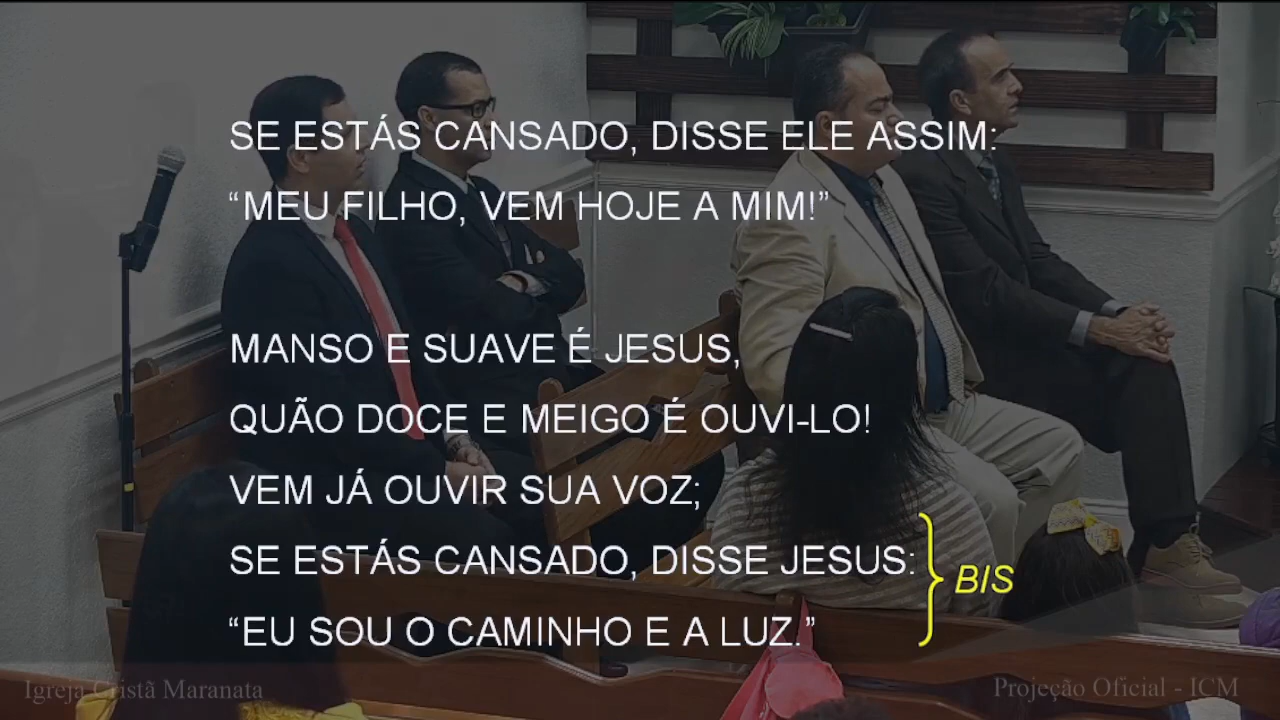 SE ESTÁS CANSADO, DISSE ELE ASSIM:
“MEU FILHO, VEM HOJE A MIM!”
MANSO E SUAVE É JESUS,
QUÃO DOCE E MEIGO É OUVI-LO!
VEM JÁ OUVIR SUA VOZ;
SE ESTÁS CANSADO, DISSE JESUS:
“EU SOU O CAMINHO E A LUZ.”
BIS
Igreja Cristã Maranata
Projeção Oficial - ICM